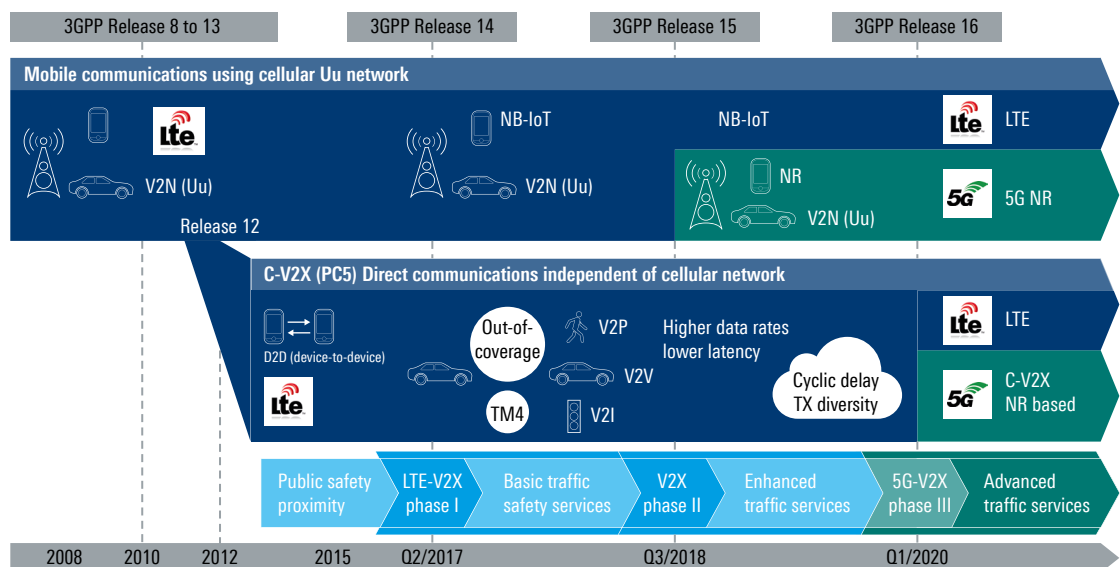 3GPP Release 8 to 13
3GPP Release 14
3GPP Release 15
3GPP Release 16
Mobile communications using cellular Uu network
Lte
V2N (Uu)
Release 12
NB-IoT
V2N (Uu)
NB-IoT
NR
V2N (Uu)
Lte
LTE
5G
5G NR
C-V2X (PC5) Direct communications independent of cellular network
D2D (device-to-device)
Lte
Out-of-
coverage
TM4
V2P
V2V
V2I
Higher data rates
lower latency
Cyclic delay
TX diversity
Lte
LTE
5G
C-V2X
NR based
Public safety
proximity
LTE-V2X
phase I
Basic traffic
safety services
V2X
phase II
Enhanced
traffic services
5G-V2X
phase III
Advanced
traffic services
2008
2010
2012
2015
Q2/2017
Q3/2018
Q1/2020